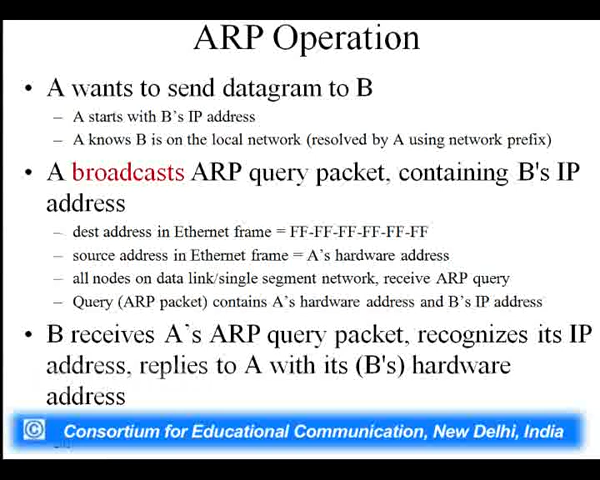 ARP Operation
• A wants to send datagram to B
– A starts with B's IP address
– A knows B is on the local network (resolved by A using network prefix)
• A broadcasts ARP query packet, containing B's IP
address
– dest address in Ethernet frame = FF-FF-FF-FF-FF-FF
– source address in Ethernet frame = A's hardware address
– all nodes on data link/single segment network, receive ARP query
– Query (ARP packet) contains A's hardware address and B's IP address
• B receives A's ARP query packet, recognizes its IP
address, replies to A with its (B's) hardware
address
© Consortium for Educational Communication, New Delhi, India